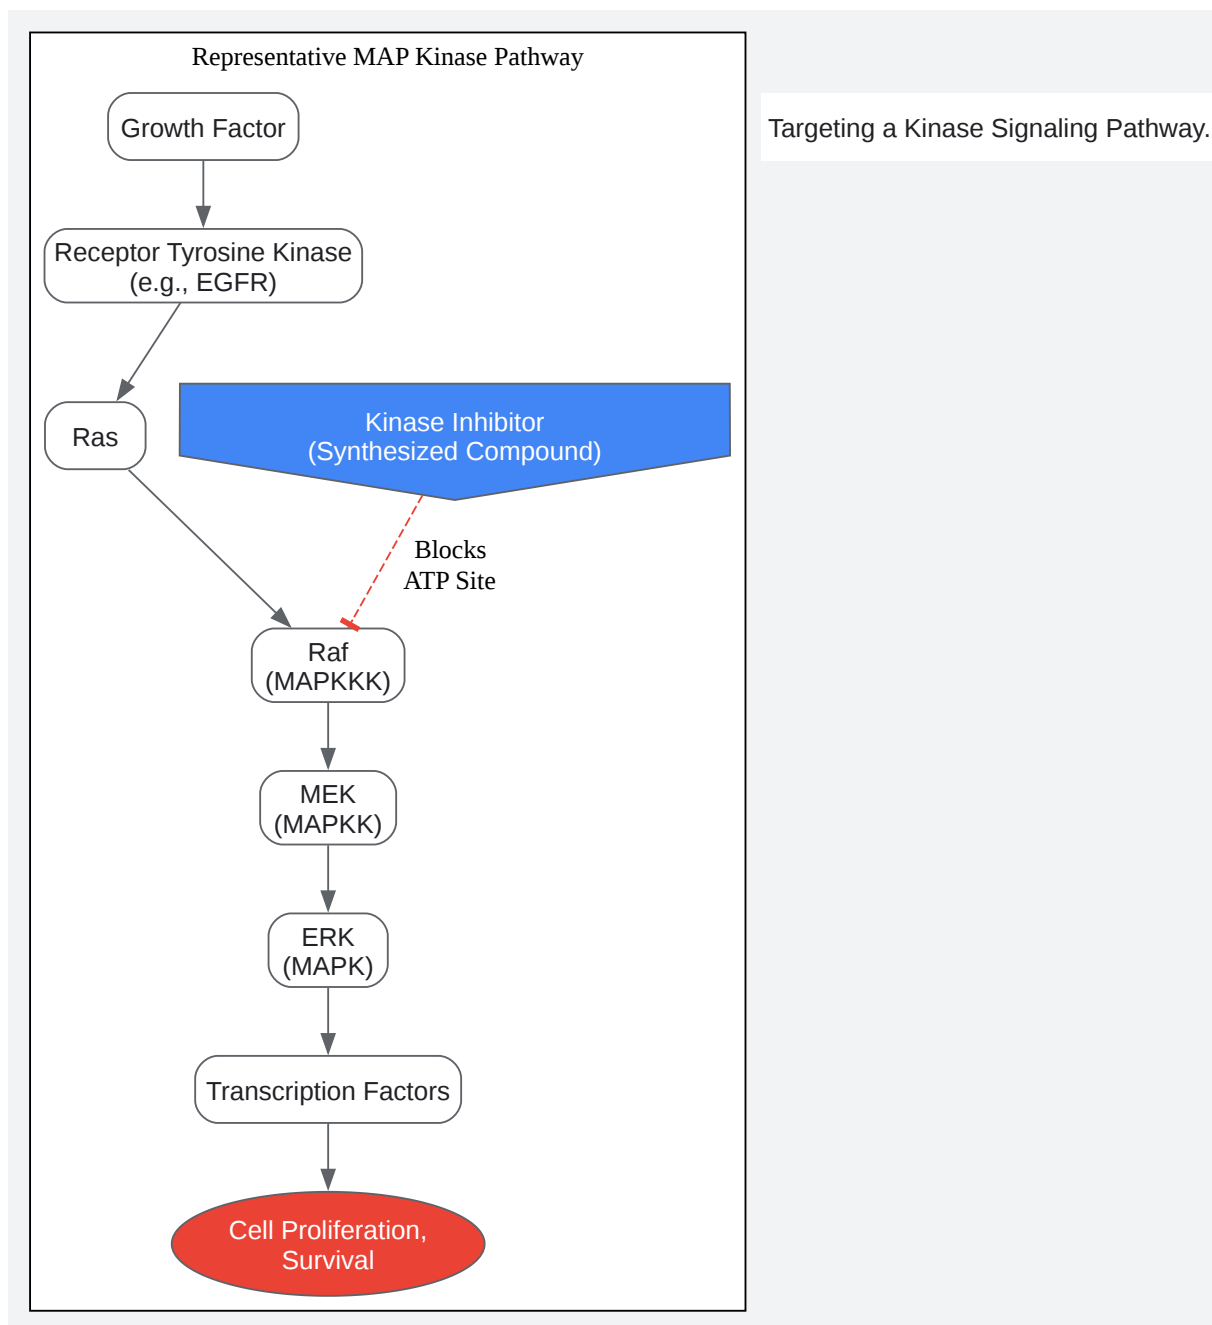 Representative MAP Kinase Pathway
Growth Factor
Targeting a Kinase Signaling Pathway.
Receptor Tyrosine Kinase
(e.g., EGFR)
Ras
Kinase Inhibitor
(Synthesized Compound)
Blocks
ATP Site
Raf
(MAPKKK)
MEK
(MAPKK)
ERK
(MAPK)
Transcription Factors
Cell Proliferation,
Survival